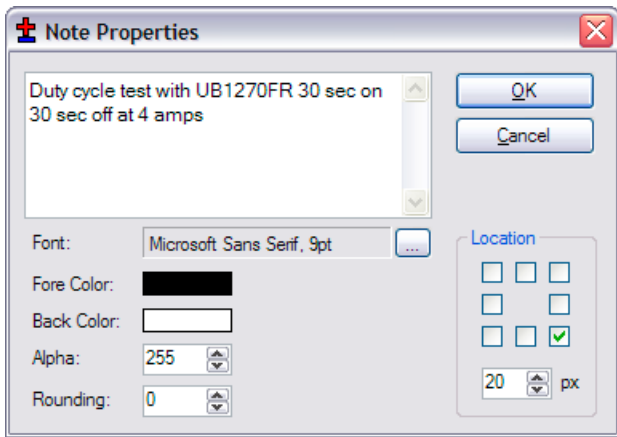 Note Properties
Duty cycle test with UB1270FR 30 sec on
30 sec off at 4 amps
OK
Cancel
Font:
Microsoft Sans Serif, 9pt
...
Location
Fore Color:
Back Color:
Alpha:
255
Rounding:
0
20
px